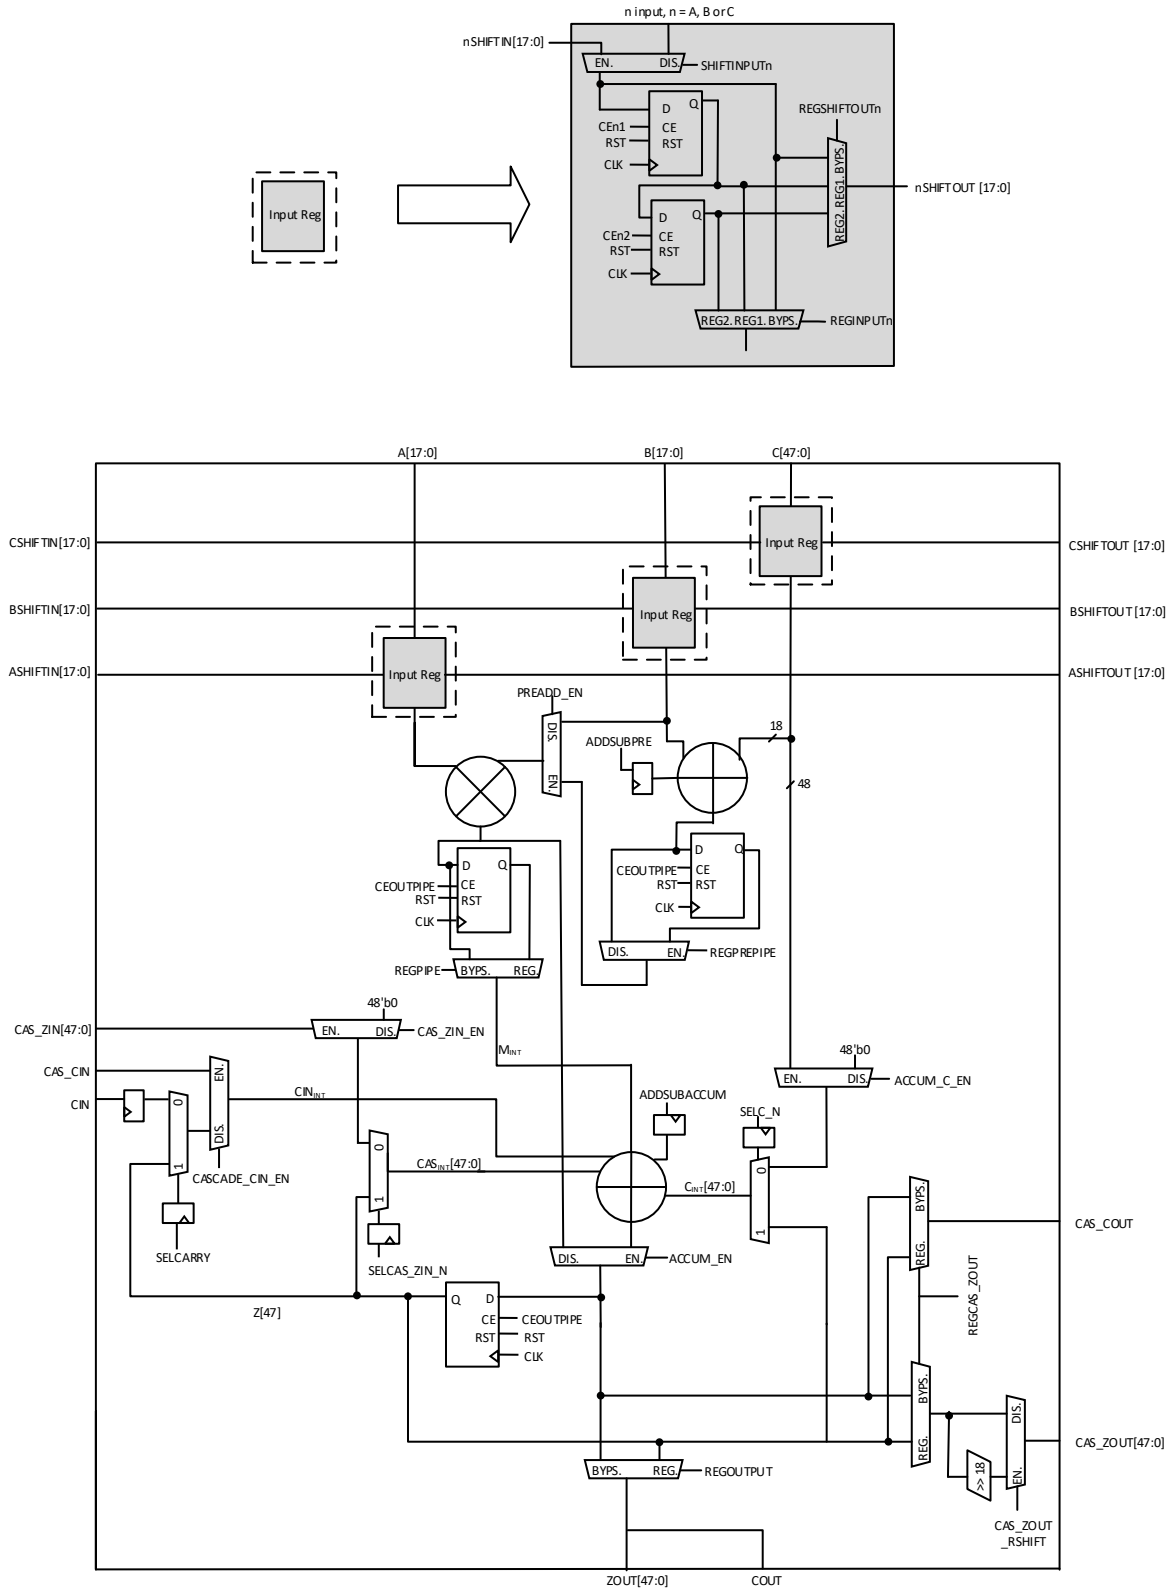 n input, n = A, B or C
nSHIFTIN[17:0]
EN. DIS.
SHIFTINPUTn
D Q
CEn1 CE
RST RST
CLK
REGSHIFTOUTn
REG2. REG1. BYPS.
nSHIFTOUT [17:0]
Input Reg
D Q
CEn2 CE
RST RST
CLK
REG2. REG1. BYPS.
REGINPUTn
A[17:0] B[17:0] C[47:0]
CSHIFTIN[17:0] Input Reg CSHIFTOUT [17:0]
BSHIFTIN[17:0] Input Reg BSHIFTOUT [17:0]
ASHIFTIN[17:0] Input Reg ASHIFTOUT [17:0]
PREADD_EN
DIS.
EN.
ADDSUBPRE
18
48
D Q
CEOUTPIPE CE
RST RST
CLK
D Q
CEOUTPIPE CE
RST RST
CLK
DIS. EN. REGPREPIPE
REGPIPE BYPS. REG.
48'b0
CAS_ZIN[47:0] EN. DIS. CAS_ZIN_EN
MINT
48'b0
EN. DIS. ACCUM_C_EN
CAS_CIN
EN.
DIS.
CIN
0
1
CININT
CASCADE_CIN_EN
SELCARRY
0
1
CASINT[47:0]
SELCAS_ZIN_N
ADDSUBACCUM
SELC_N
0
1
CINT[47:0]
BYPS.
REG.
CAS_COUT
DIS. EN. ACCUM_EN
Z[47]
Q D
CE CEOUTPIPE
RST RST
CLK
REGCAS_ZOUT
BYPS.
REG.
DIS.
EN.
>> 18
CAS_ZOUT[47:0]
BYPS. REG. REGOUTPUT
CAS_ZOUT
_RSHIFT
ZOUT[47:0] COUT